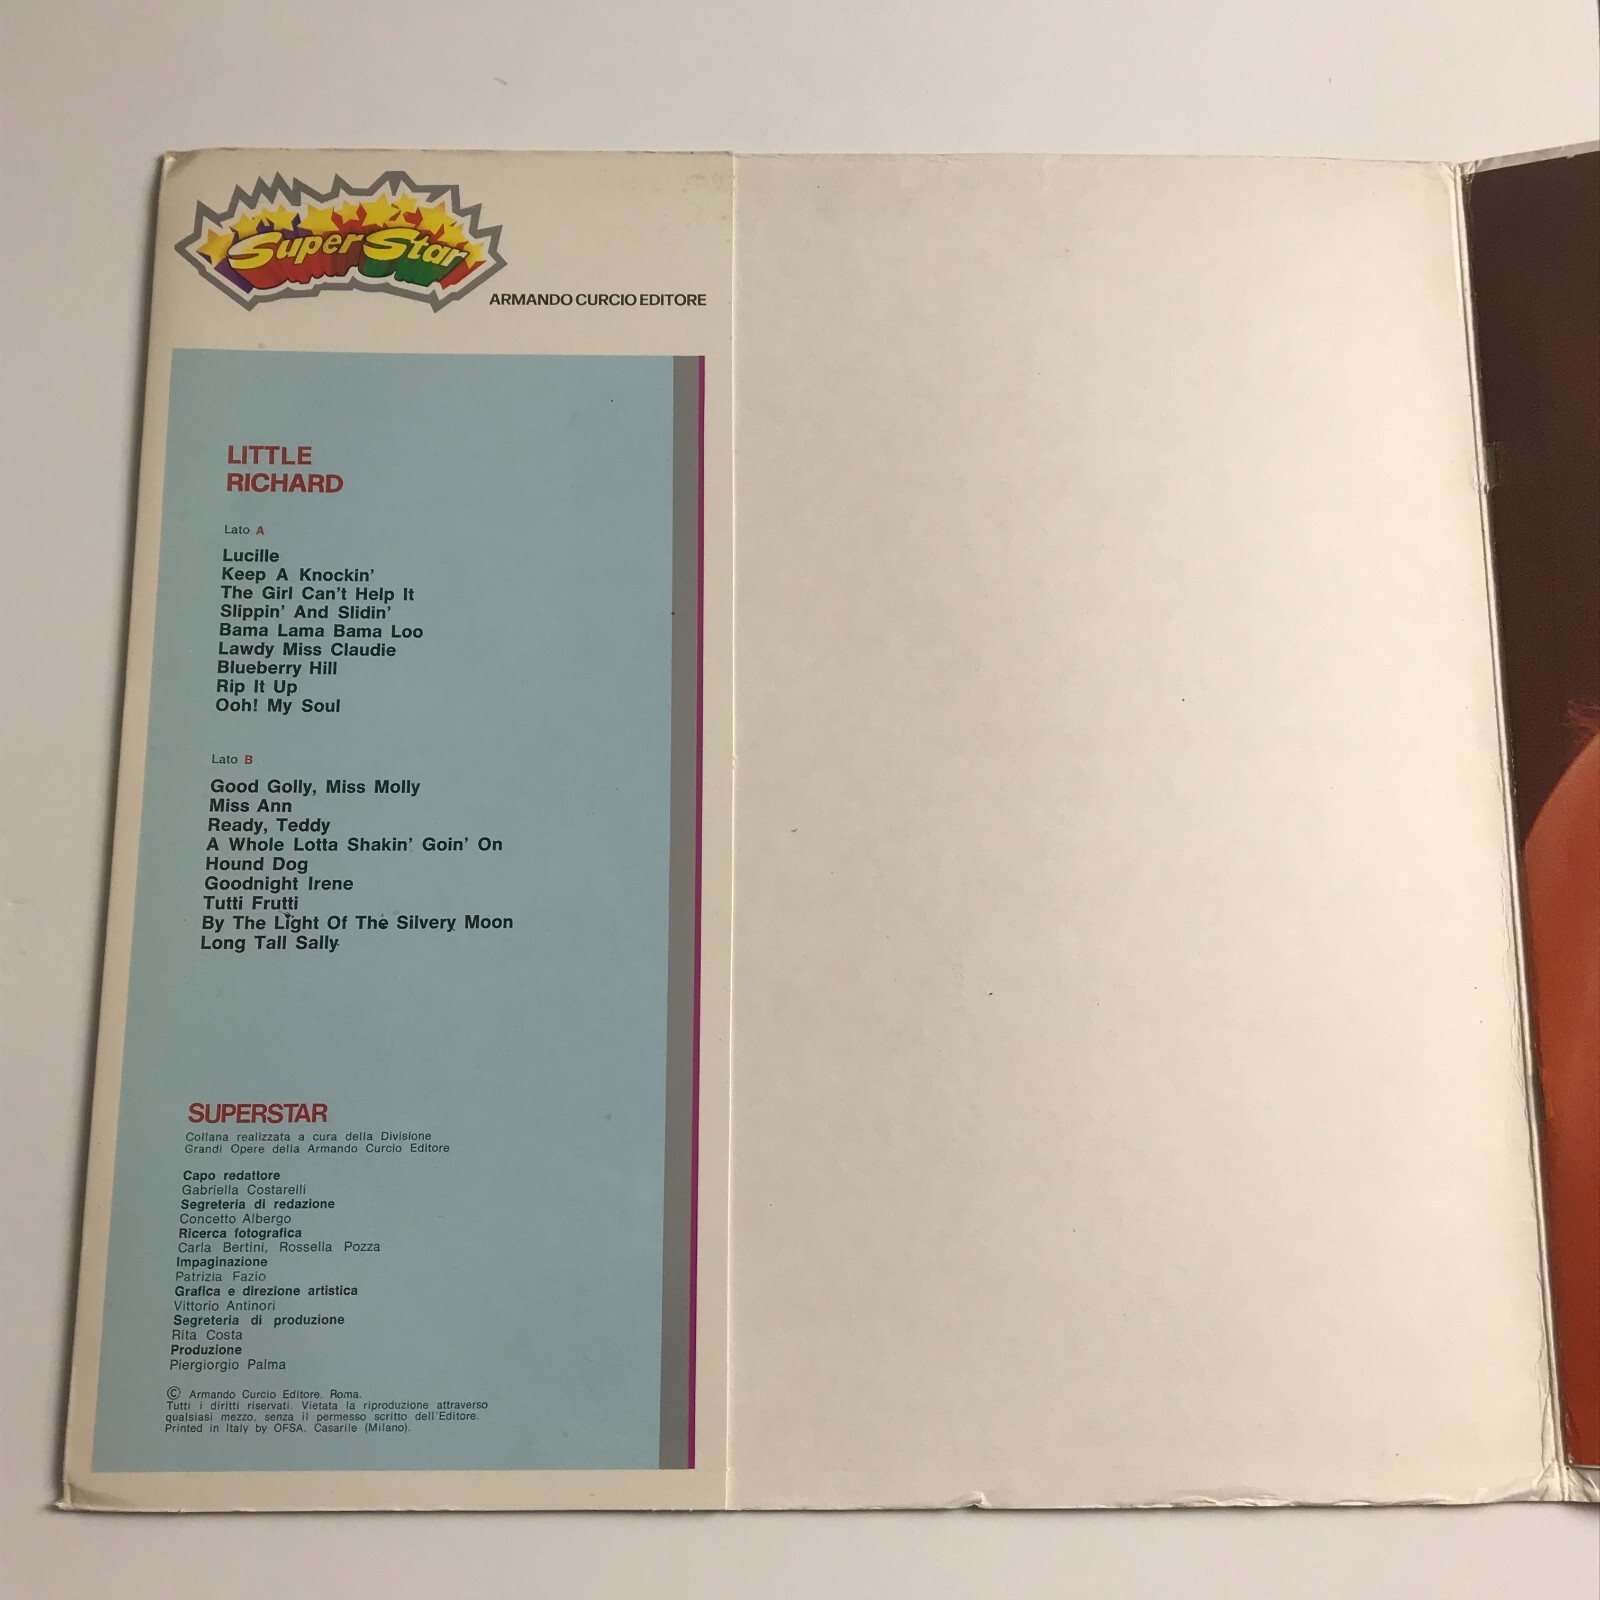 Super Star
ARMANDO CURCIO EDITORE
LITTLE
RICHARD
Lato A
Lucille
Keep A Knockin'
The Girl Can't Help It
Slippin' And Slidin'
Bama Lama Bama Loo
Lawdy Miss Claudie
Blueberry Hill
Rip It Up
Ooh! My Soul
Lato B
Good Golly, Miss Molly
Miss Ann
Ready, Teddy
A Whole Lotta Shakin' Goin' On
Hound Dog
Goodnight Irene
Tutti Frutti
By The Light Of The Silvery Moon
Long Tall Sally
SUPERSTAR
Collana realizzata a cura della Divisione
Grandi Opere della Armando Curcio Editore
Capo redattore
Gabriella Costarelli
Segreteria di redazione
Concetto Albergo
Ricerca fotografica
Carla Bertini, Rossella Pozza
Impaginazione
Patrizia Fazio
Grafica e direzione artistica
Vittorio Antinori
Segreteria di produzione
Rita Costa
Produzione
Piergiorgio Palma
© Armando Curcio Editore. Roma.
Tutti i diritti riservati. Vietata la riproduzione attraverso
qualsiasi mezzo, senza il permesso scritto dell'Editore.
Printed in Italy by OFSA. Casarile (Milano).